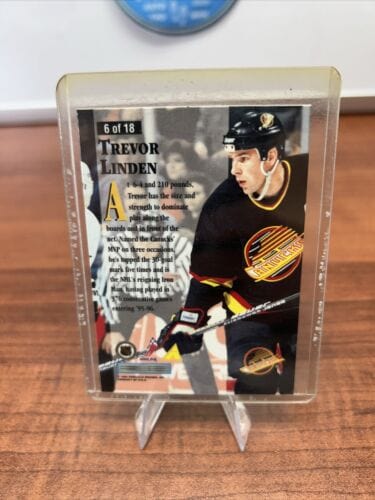 6 of 18
TREVOR
LINDEN
At 6-4 and 210 pounds,
Trevor has the size and
strength to dominate
play along the
boards and in front of the
net. Named the Canucks'
MVP on three occasions,
he's topped the 30-goal
mark five times and is
the NHL's reigning Iron
Man, having played in
370 consecutive games
entering '95-96.
CANUCKS